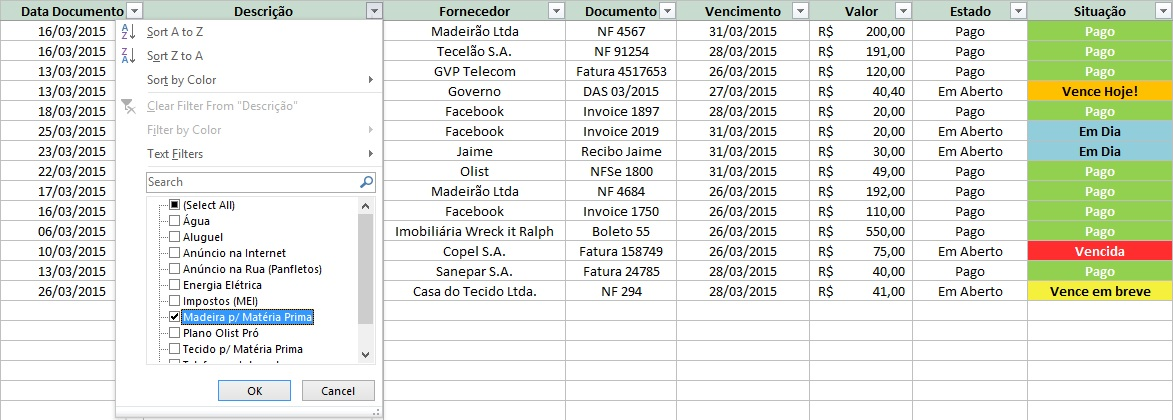 Data Documento Descrição Fornecedor Documento Vencimento Valor Estado Situação
16/03/2015 Madeirão Ltda NF 4567 31/03/2015 R$ 200,00 Pago Pago
16/03/2015 Tecelão S.A. NF 91254 28/03/2015 R$ 191,00 Pago Pago
13/03/2015 GVP Telecom Fatura 4517653 26/03/2015 R$ 120,00 Pago Pago
13/03/2015 Governo DAS 03/2015 27/03/2015 R$ 40,40 Em Aberto Vence Hoje!
18/03/2015 Facebook Invoice 1897 28/03/2015 R$ 20,00 Pago Pago
25/03/2015 Facebook Invoice 2019 31/03/2015 R$ 20,00 Em Aberto Em Dia
23/03/2015 Jaime Recibo Jaime 31/03/2015 R$ 30,00 Em Aberto Em Dia
22/03/2015 Olist NFSe 1800 31/03/2015 R$ 49,00 Pago Pago
17/03/2015 Madeirão Ltda NF 4684 26/03/2015 R$ 192,00 Pago Pago
16/03/2015 Facebook Invoice 1750 26/03/2015 R$ 110,00 Pago Pago
06/03/2015 Imobiliária Wreck it Ralph Boleto 55 26/03/2015 R$ 550,00 Pago Pago
10/03/2015 Copel S.A. Fatura 158749 26/03/2015 R$ 75,00 Em Aberto Vencida
13/03/2015 Sanepar S.A. Fatura 24785 28/03/2015 R$ 40,00 Pago Pago
26/03/2015 Casa do Tecido Ltda. NF 294 28/03/2015 R$ 41,00 Em Aberto Vence em breve
Sort A to Z
Sort Z to A
Sort by Color
Clear Filter From "Descrição"
Filter by Color
Text Filters
Search
(Select All)
Água
Aluguel
Anúncio na Internet
Anúncio na Rua (Panfletos)
Energia Elétrica
Impostos (MEI)
Madeira p/ Matéria Prima
Plano Olist Pró
Tecido p/ Matéria Prima
OK Cancel